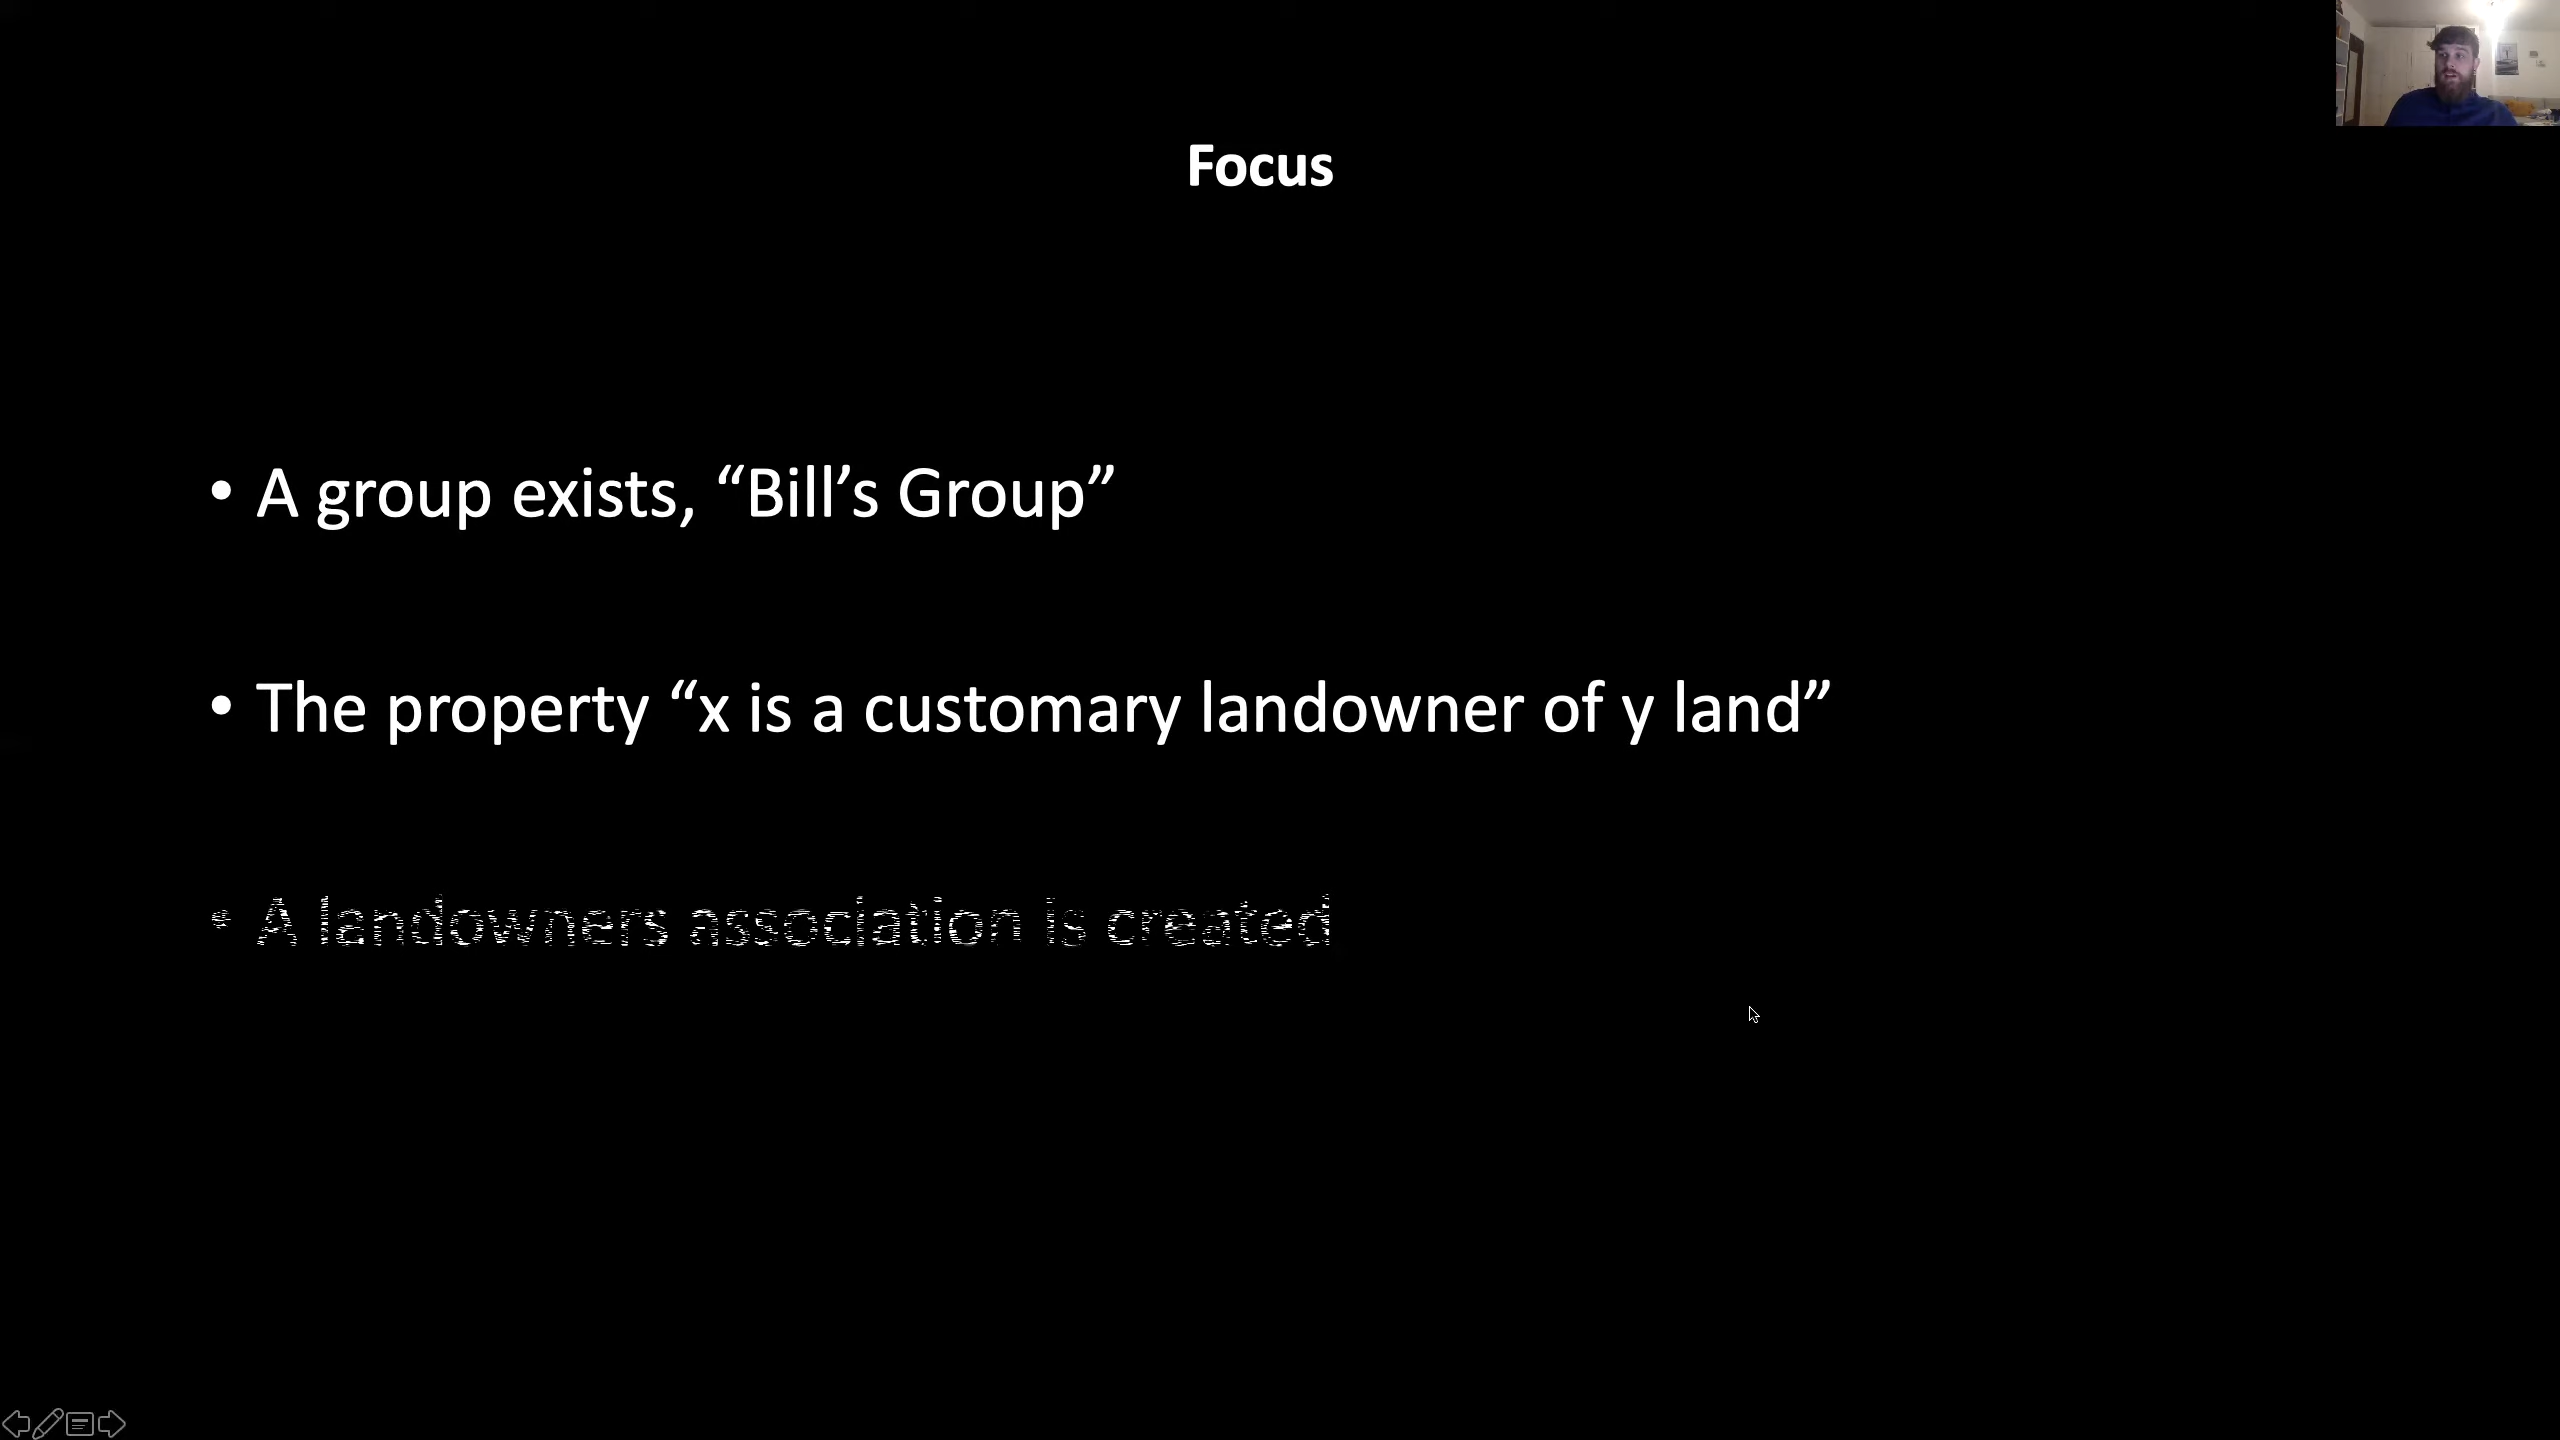 Focus
• A group exists, “Bill’s Group”
• The property “x is a customary landowner of y land”
• A landowners association is created